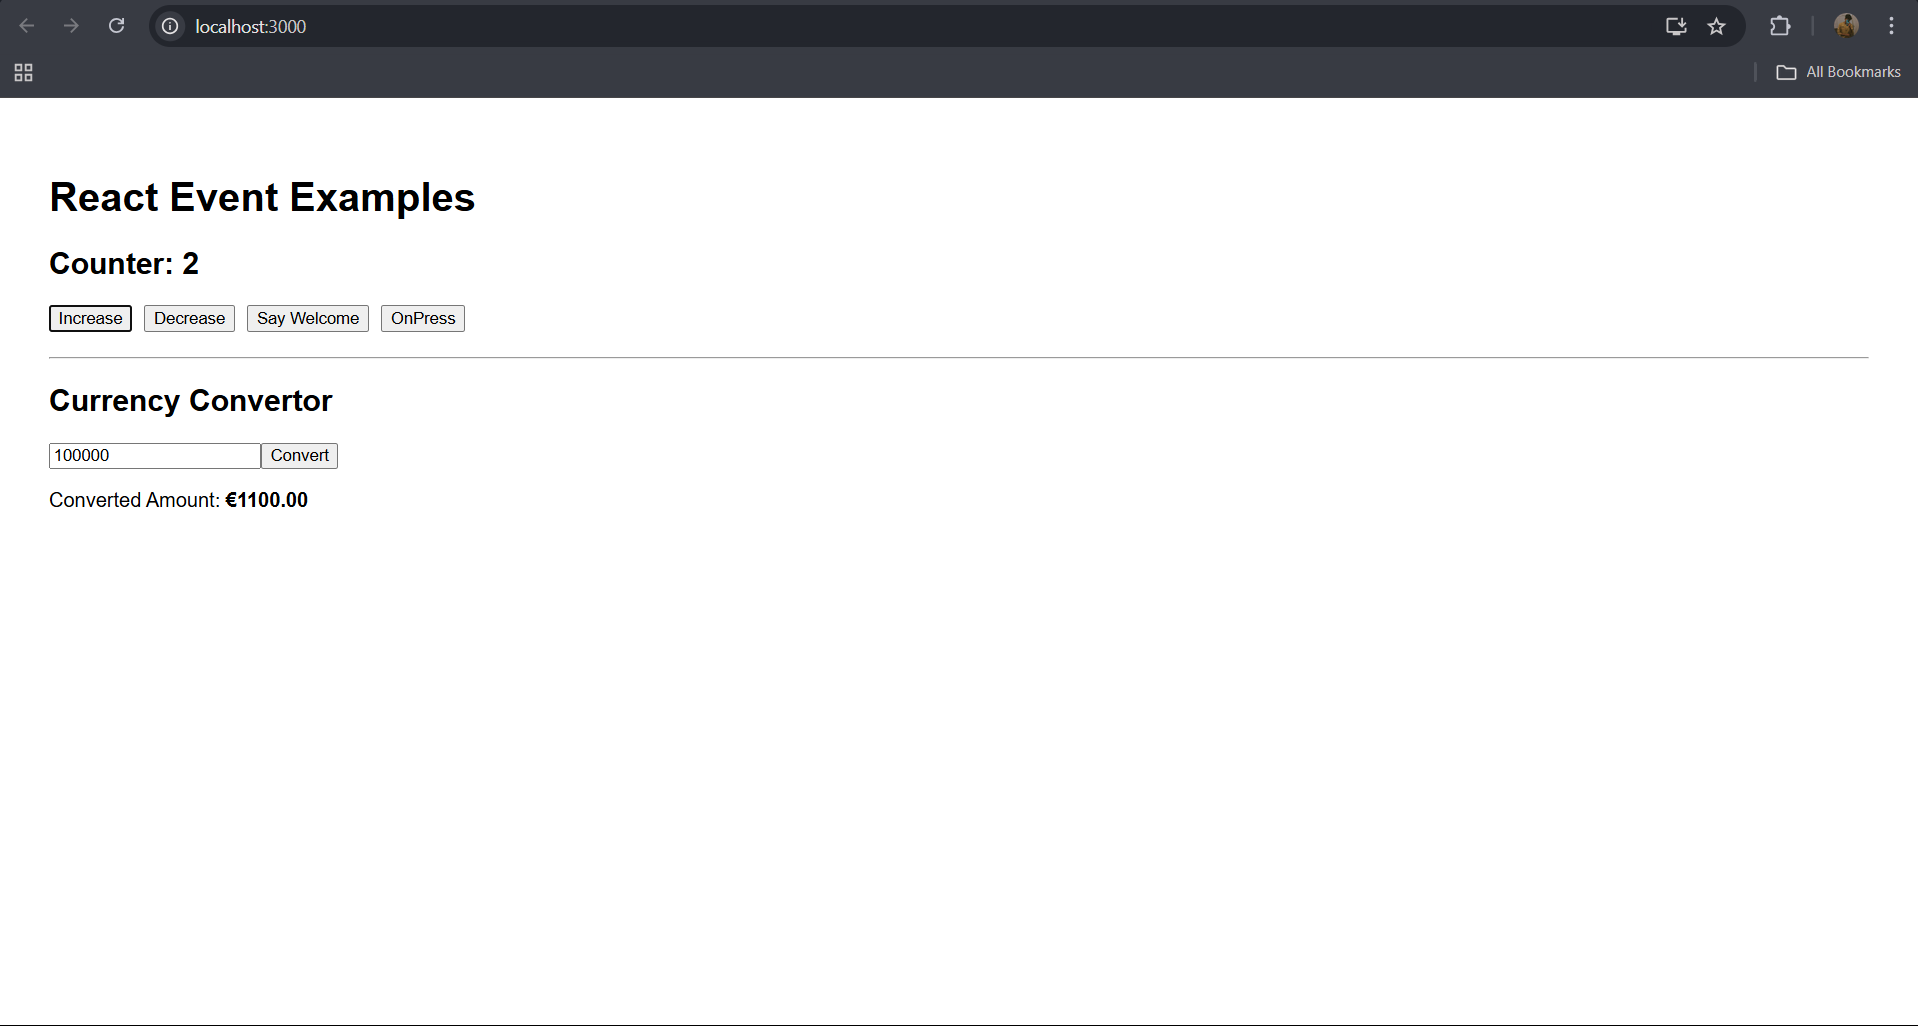 localhost:3000
All Bookmarks
React Event Examples
Counter: 2
Increase Decrease Say Welcome OnPress
Currency Convertor
100000 Convert
Converted Amount: €1100.00